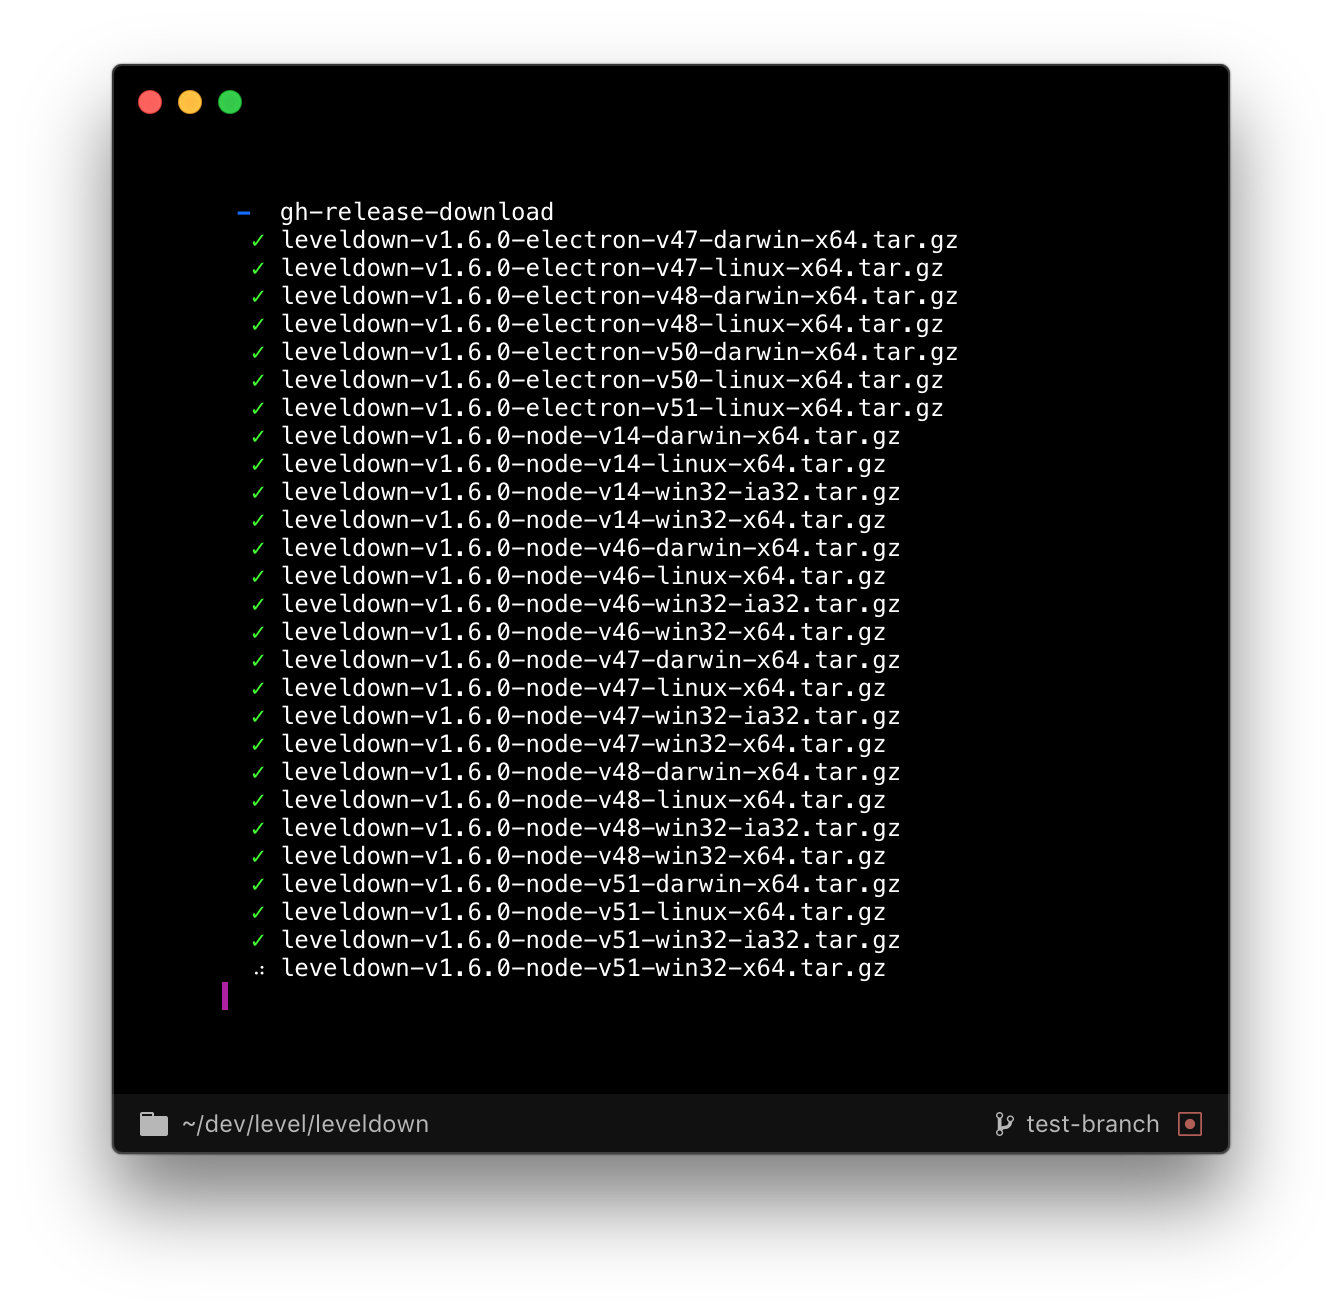 – gh-release-download
✓ leveldown-v1.6.0-electron-v47-darwin-x64.tar.gz
✓ leveldown-v1.6.0-electron-v47-linux-x64.tar.gz
✓ leveldown-v1.6.0-electron-v48-darwin-x64.tar.gz
✓ leveldown-v1.6.0-electron-v48-linux-x64.tar.gz
✓ leveldown-v1.6.0-electron-v50-darwin-x64.tar.gz
✓ leveldown-v1.6.0-electron-v50-linux-x64.tar.gz
✓ leveldown-v1.6.0-electron-v51-linux-x64.tar.gz
✓ leveldown-v1.6.0-node-v14-darwin-x64.tar.gz
✓ leveldown-v1.6.0-node-v14-linux-x64.tar.gz
✓ leveldown-v1.6.0-node-v14-win32-ia32.tar.gz
✓ leveldown-v1.6.0-node-v14-win32-x64.tar.gz
✓ leveldown-v1.6.0-node-v46-darwin-x64.tar.gz
✓ leveldown-v1.6.0-node-v46-linux-x64.tar.gz
✓ leveldown-v1.6.0-node-v46-win32-ia32.tar.gz
✓ leveldown-v1.6.0-node-v46-win32-x64.tar.gz
✓ leveldown-v1.6.0-node-v47-darwin-x64.tar.gz
✓ leveldown-v1.6.0-node-v47-linux-x64.tar.gz
✓ leveldown-v1.6.0-node-v47-win32-ia32.tar.gz
✓ leveldown-v1.6.0-node-v47-win32-x64.tar.gz
✓ leveldown-v1.6.0-node-v48-darwin-x64.tar.gz
✓ leveldown-v1.6.0-node-v48-linux-x64.tar.gz
✓ leveldown-v1.6.0-node-v48-win32-ia32.tar.gz
✓ leveldown-v1.6.0-node-v48-win32-x64.tar.gz
✓ leveldown-v1.6.0-node-v51-darwin-x64.tar.gz
✓ leveldown-v1.6.0-node-v51-linux-x64.tar.gz
✓ leveldown-v1.6.0-node-v51-win32-ia32.tar.gz
⠴ leveldown-v1.6.0-node-v51-win32-x64.tar.gz
~/dev/level/leveldown
test-branch